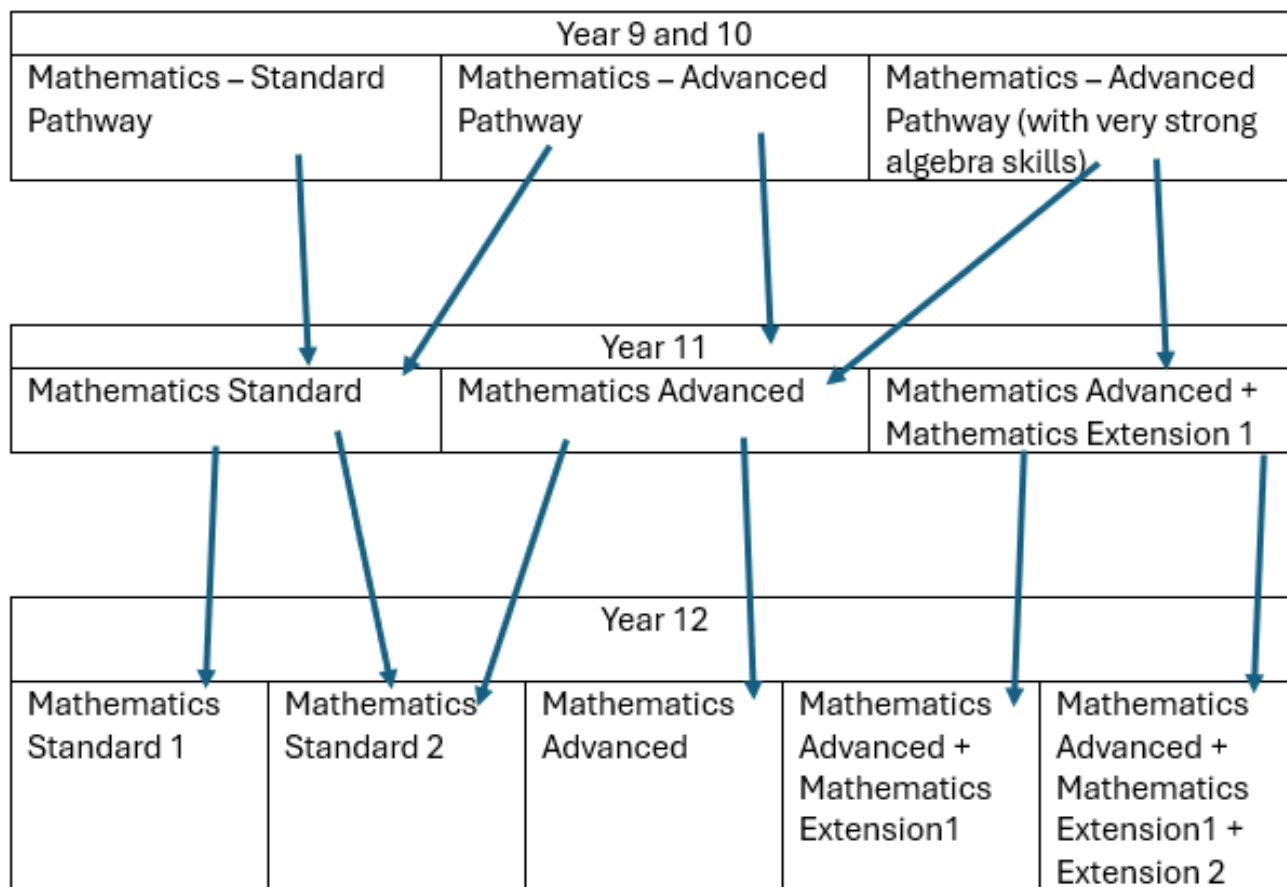 Year 9 and 10
Mathematics – Standard
Pathway
Mathematics – Advanced
Pathway
Mathematics – Advanced
Pathway (with very strong
algebra skills)
Year 11
Mathematics Standard
Mathematics Advanced
Mathematics Advanced +
Mathematics Extension 1
Year 12
Mathematics
Standard 1
Mathematics
Standard 2
Mathematics
Advanced
Mathematics
Advanced +
Mathematics
Extension1
Mathematics
Advanced +
Mathematics
Extension1 +
Extension 2